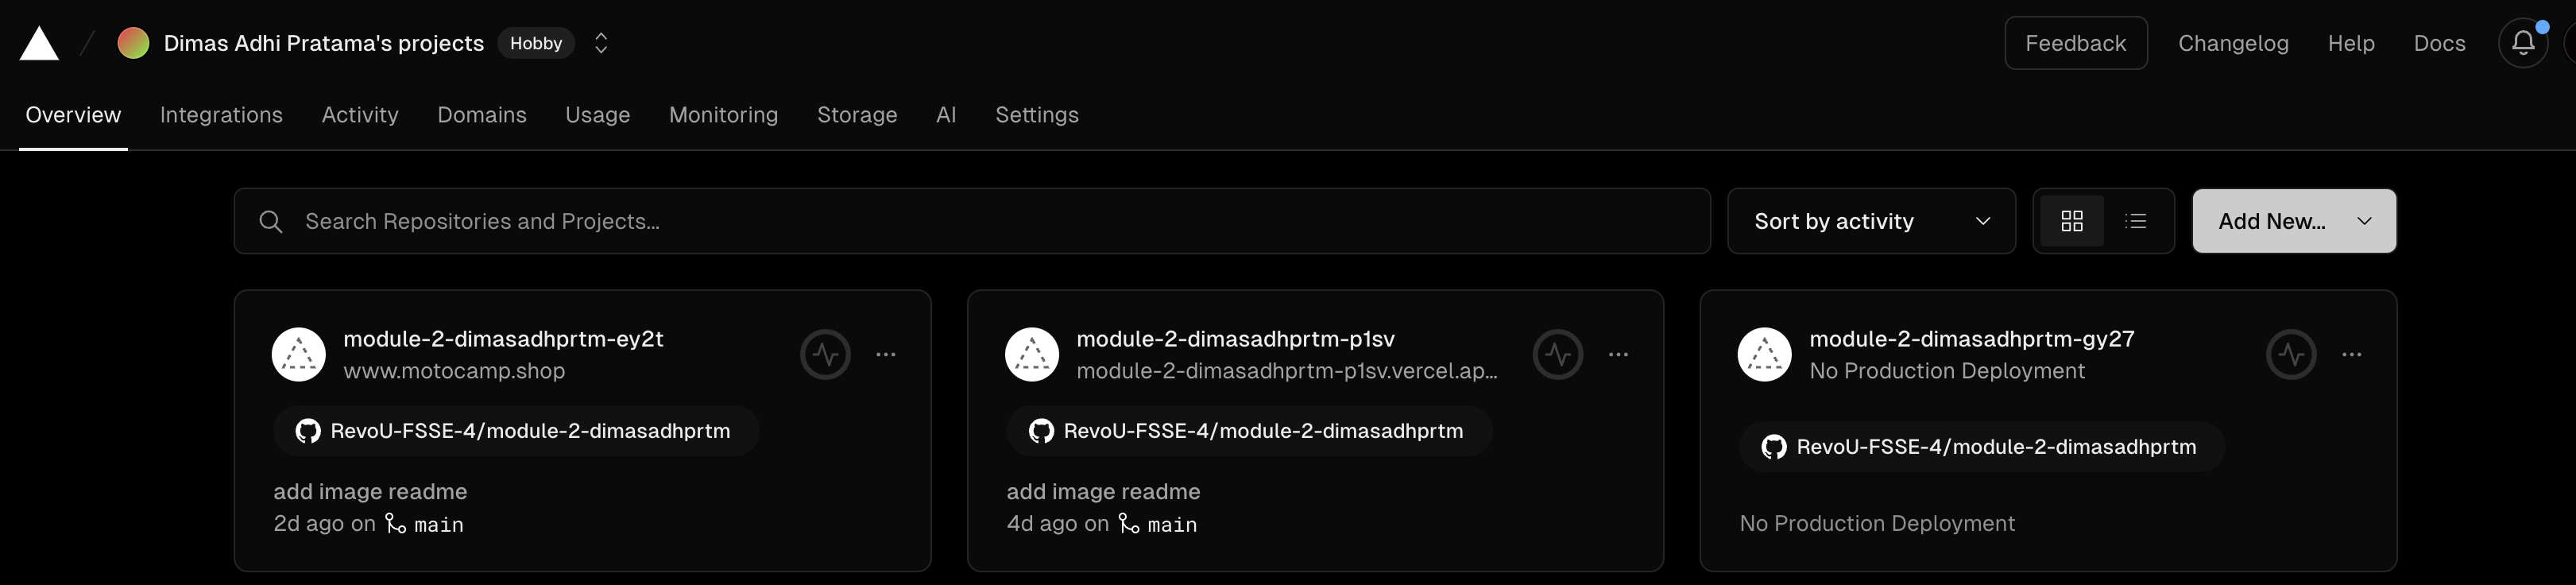 Dimas Adhi Pratama's projects Hobby
Feedback Changelog Help Docs
Overview Integrations Activity Domains Usage Monitoring Storage AI Settings
Search Repositories and Projects...
Sort by activity
Add New...
module-2-dimasadhprtm-ey2t
www.motocamp.shop
RevoU-FSSE-4/module-2-dimasadhprtm
add image readme
2d ago on main
module-2-dimasadhprtm-p1sv
module-2-dimasadhprtm-p1sv.vercel.ap...
RevoU-FSSE-4/module-2-dimasadhprtm
add image readme
4d ago on main
module-2-dimasadhprtm-gy27
No Production Deployment
RevoU-FSSE-4/module-2-dimasadhprtm
No Production Deployment